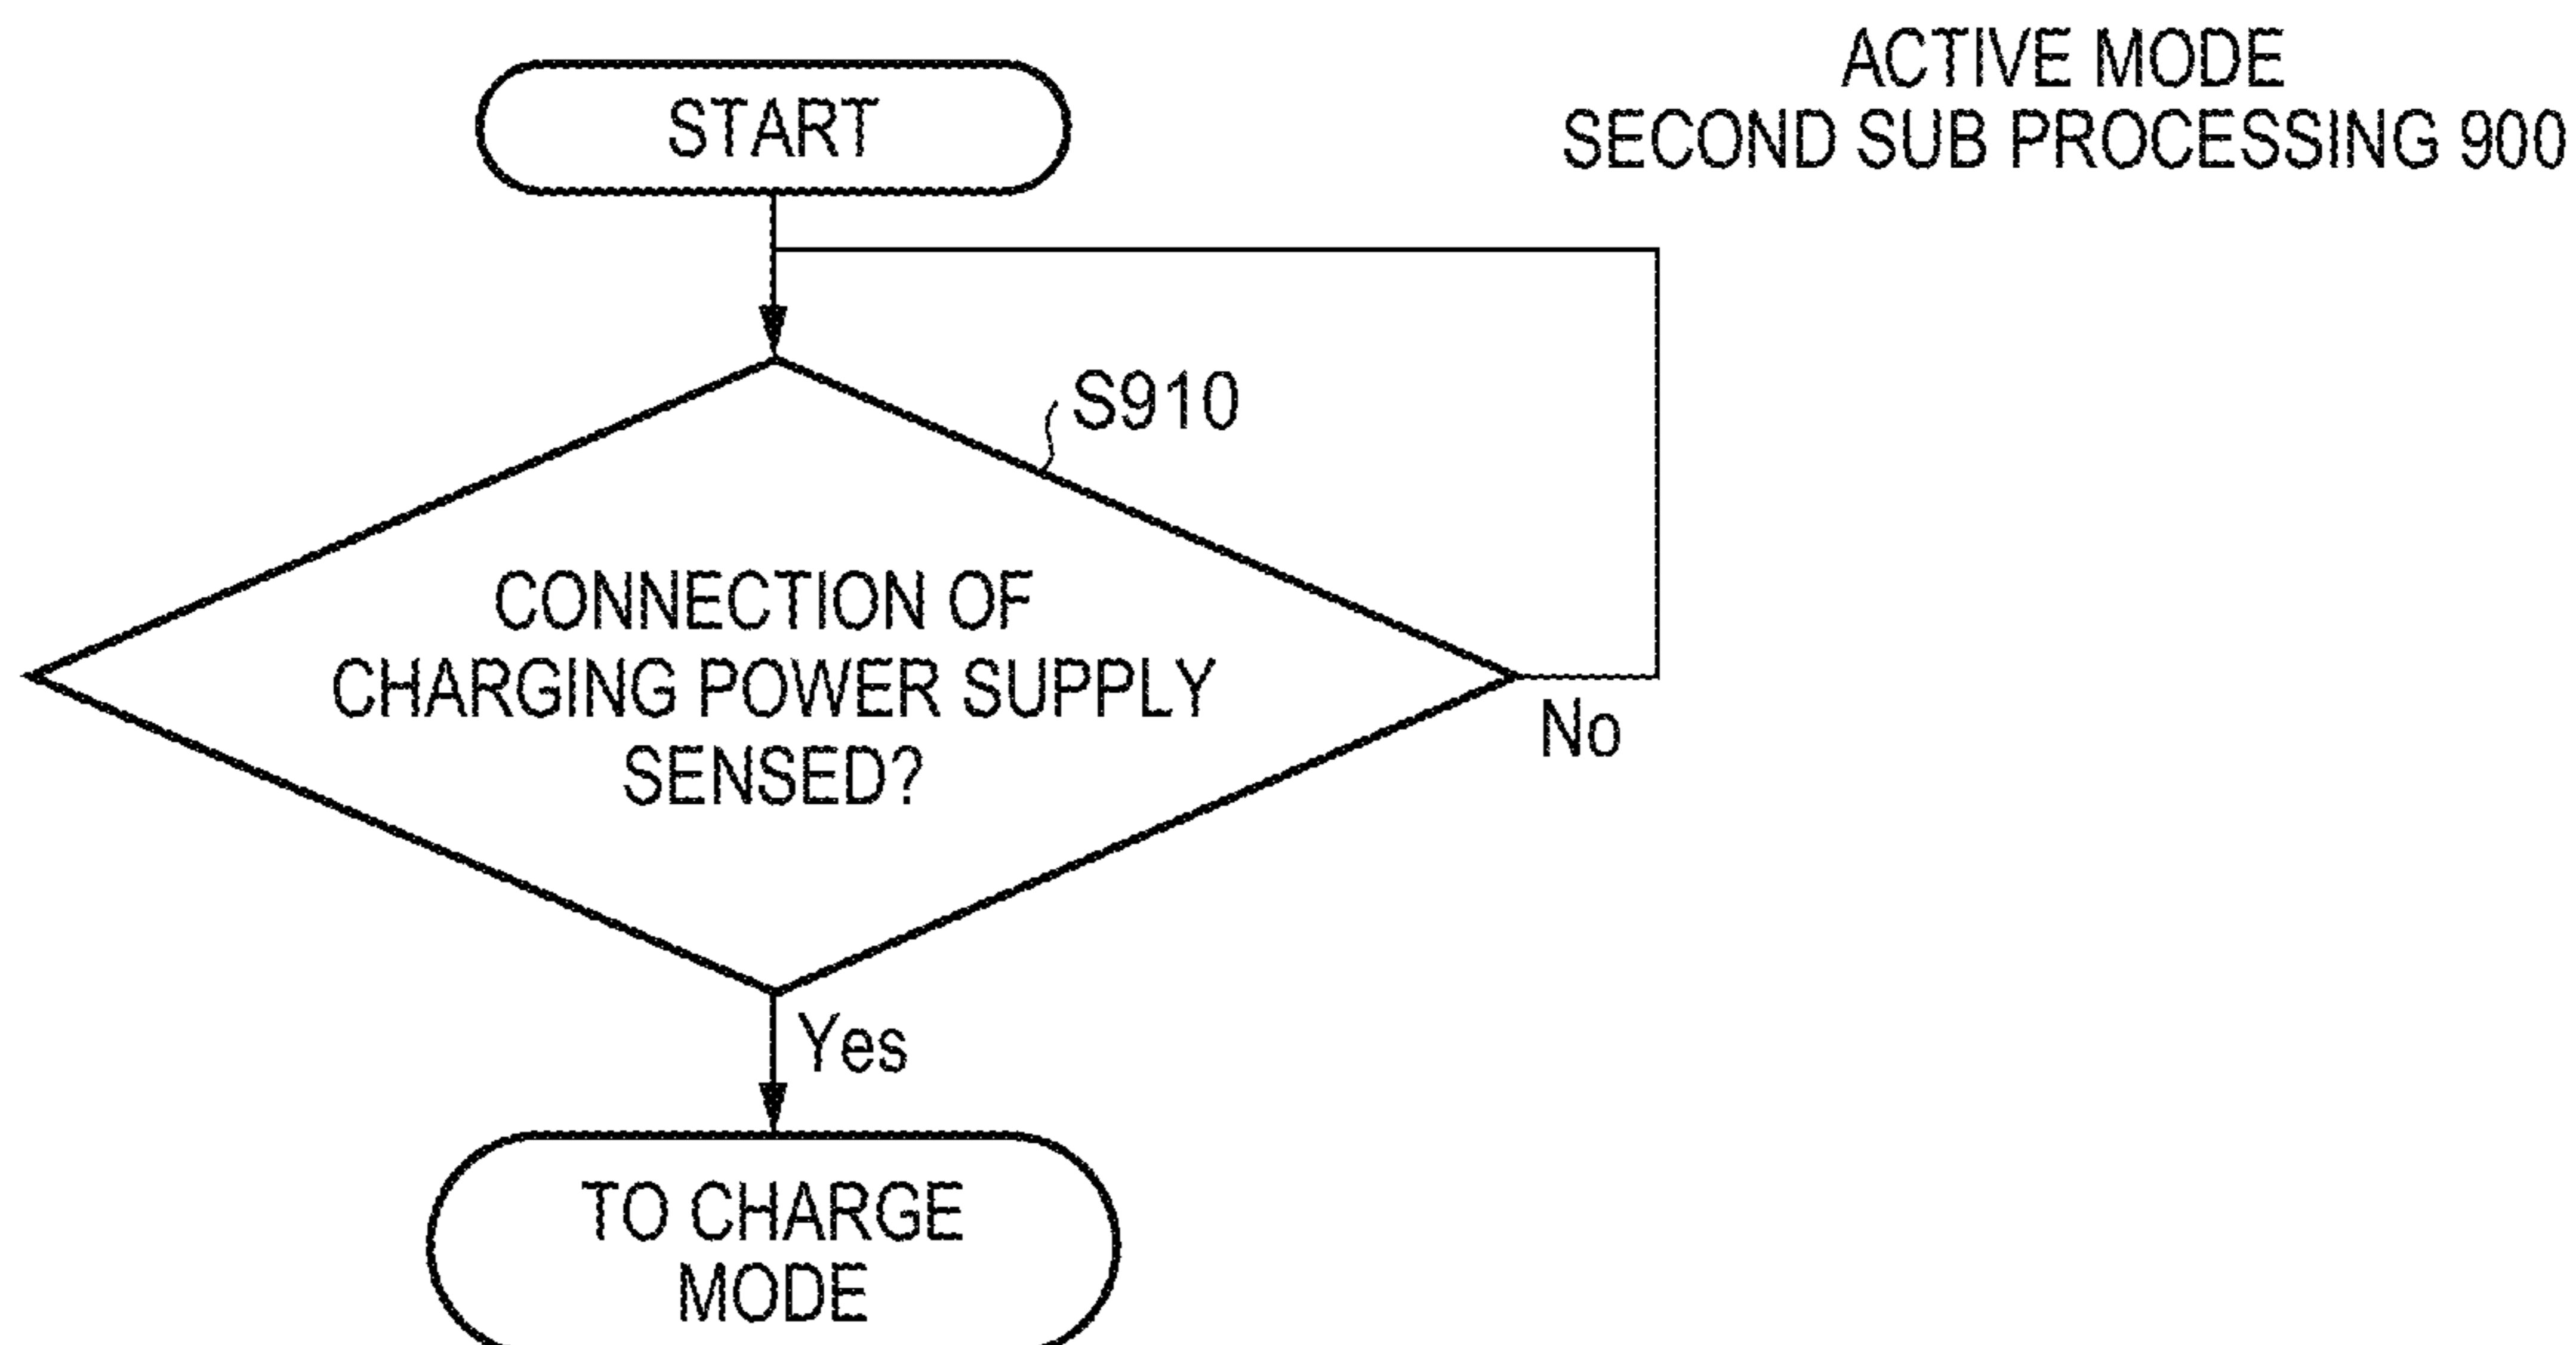 ACTIVE MODE
SECOND SUB PROCESSING 900
START
S910
CONNECTION OF
CHARGING POWER SUPPLY
SENSED?
No
Yes
TO CHARGE
MODE